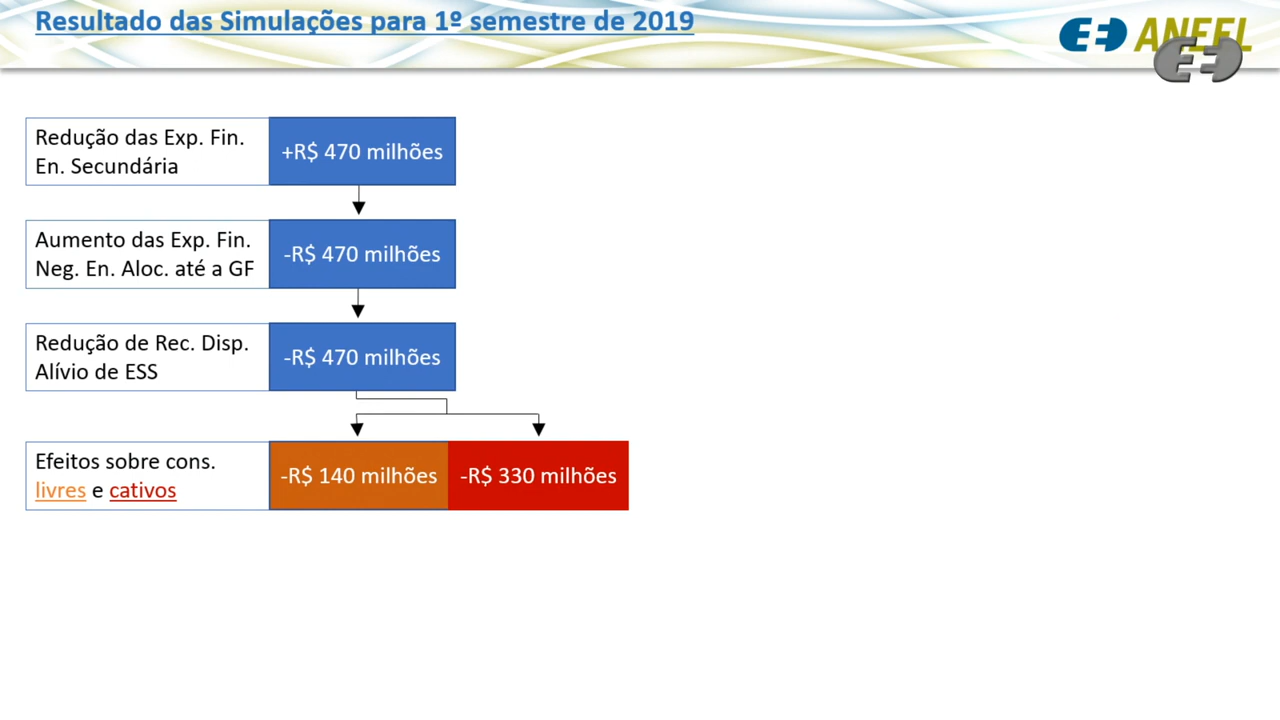 Resultado das Simulações para 1º semestre de 2019
ANEEL
Redução das Exp. Fin.
En. Secundária
+R$ 470 milhões
Aumento das Exp. Fin.
Neg. En. Aloc. até a GF
-R$ 470 milhões
Redução de Rec. Disp.
Alívio de ESS
-R$ 470 milhões
Efeitos sobre cons.
livres e cativos
-R$ 140 milhões
-R$ 330 milhões